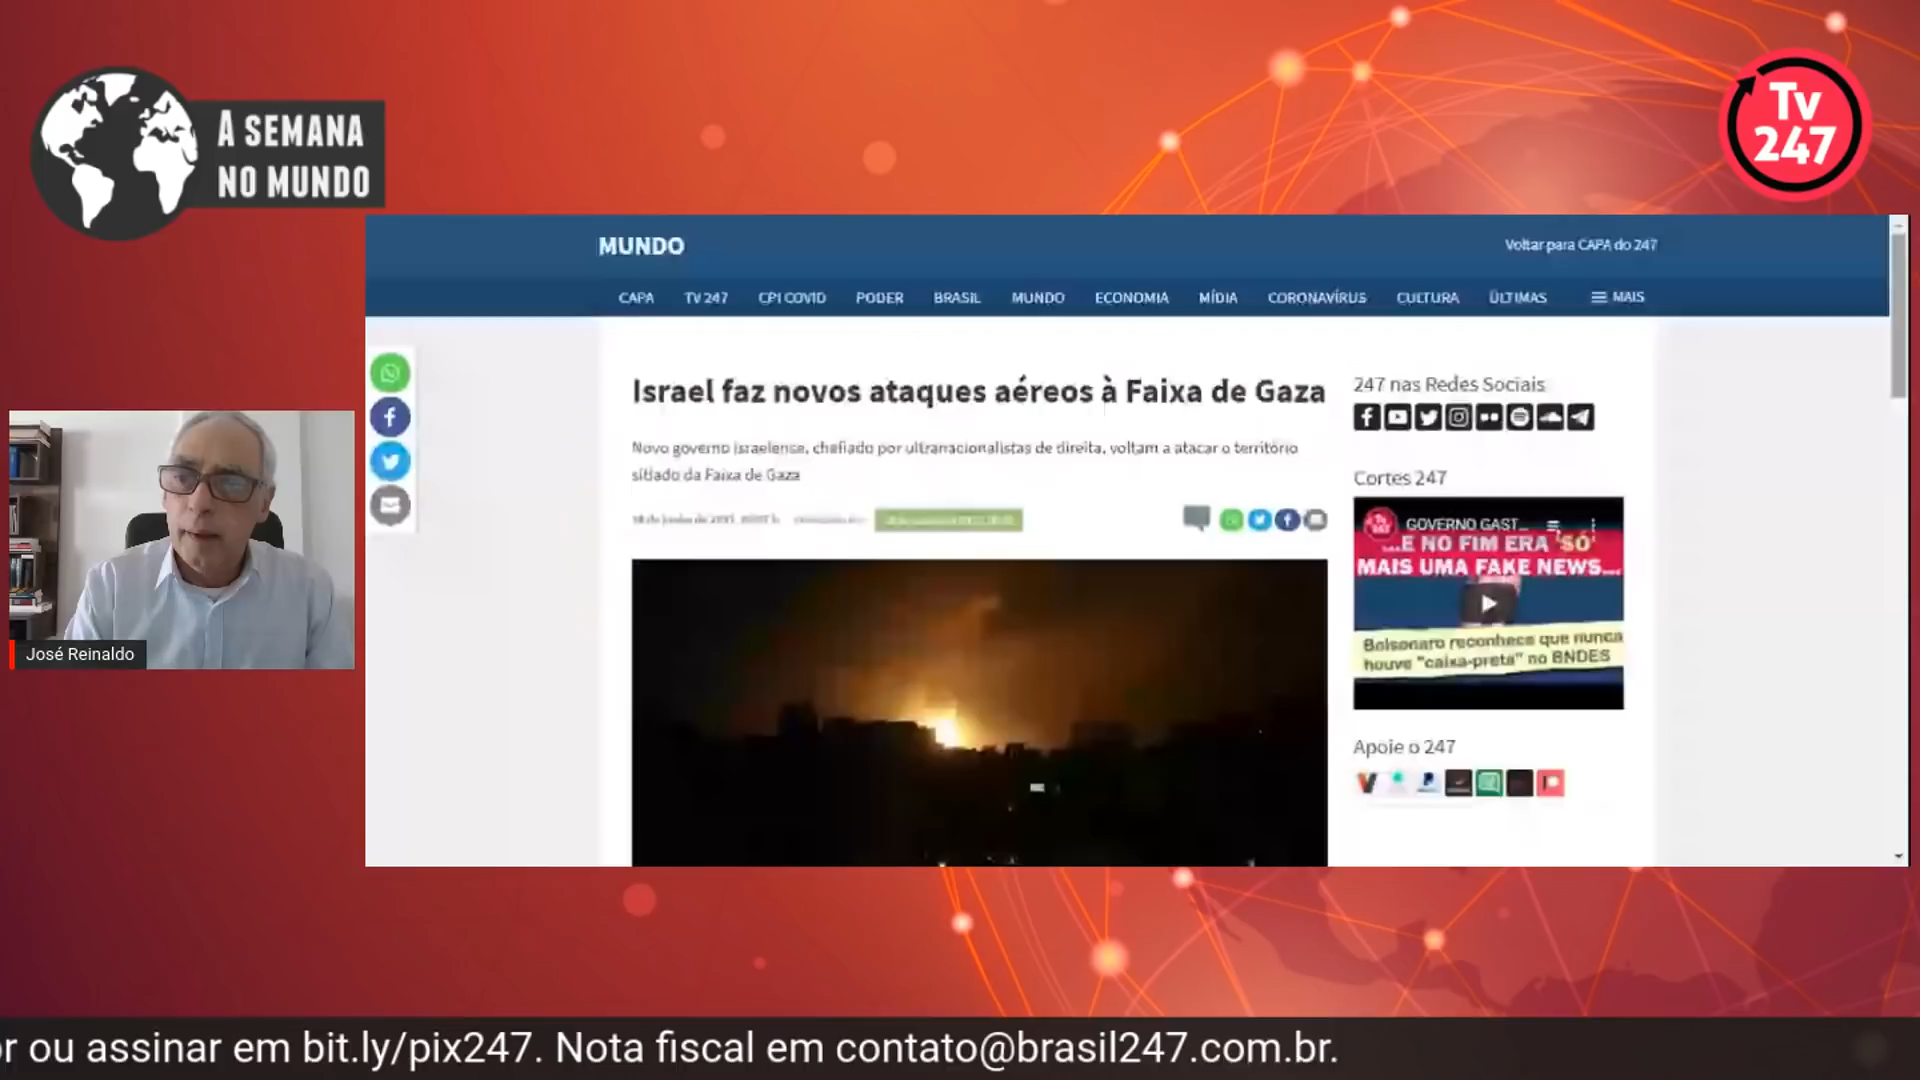 A SEMANA
NO MUNDO
Tv
247
MUNDO
Voltar para CAPA do 247
CAPA TV 247 CPI COVID PODER BRASIL MUNDO ECONOMIA MÍDIA CORONAVÍRUS CULTURA ÚLTIMAS MAIS
Israel faz novos ataques aéreos à Faixa de Gaza
Novo governo israelense, chefiado por ultranacionalistas de direita, voltam a atacar o território
sitiado da Faixa de Gaza
247 nas Redes Sociais
Cortes 247
Tv
247
GOVERNO GAST...
...E NO FIM ERA 'SÓ'
MAIS UMA FAKE NEWS...
Bolsonaro reconhece que nunca
houve "caixa-preta" no BNDES
Apoie o 247
José Reinaldo
r ou assinar em bit.ly/pix247. Nota fiscal em contato@brasil247.com.br.